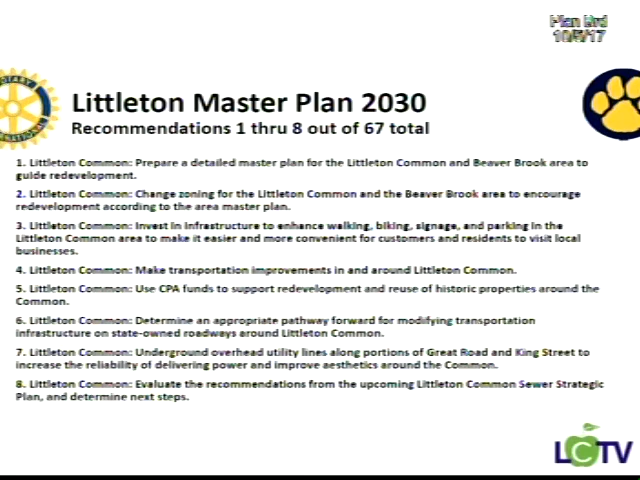 Plan Brd
10/5/17
ROTARY
INTERNATIONAL
Littleton Master Plan 2030
Recommendations 1 thru 8 out of 67 total
1. Littleton Common: Prepare a detailed master plan for the Littleton Common and Beaver Brook area to
guide redevelopment.
2. Littleton Common: Change zoning for the Littleton Common and the Beaver Brook area to encourage
redevelopment according to the area master plan.
3. Littleton Common: Invest in infrastructure to enhance walking, biking, signage, and parking in the
Littleton Common area to make it easier and more convenient for customers and residents to visit local
businesses.
4. Littleton Common: Make transportation improvements in and around Littleton Common.
5. Littleton Common: Use CPA funds to support redevelopment and reuse of historic properties around the
Common.
6. Littleton Common: Determine an appropriate pathway forward for modifying transportation
infrastructure on state-owned roadways around Littleton Common.
7. Littleton Common: Underground overhead utility lines along portions of Great Road and King Street to
increase the reliability of delivering power and improve aesthetics around the Common.
8. Littleton Common: Evaluate the recommendations from the upcoming Littleton Common Sewer Strategic
Plan, and determine next steps.
LCTV